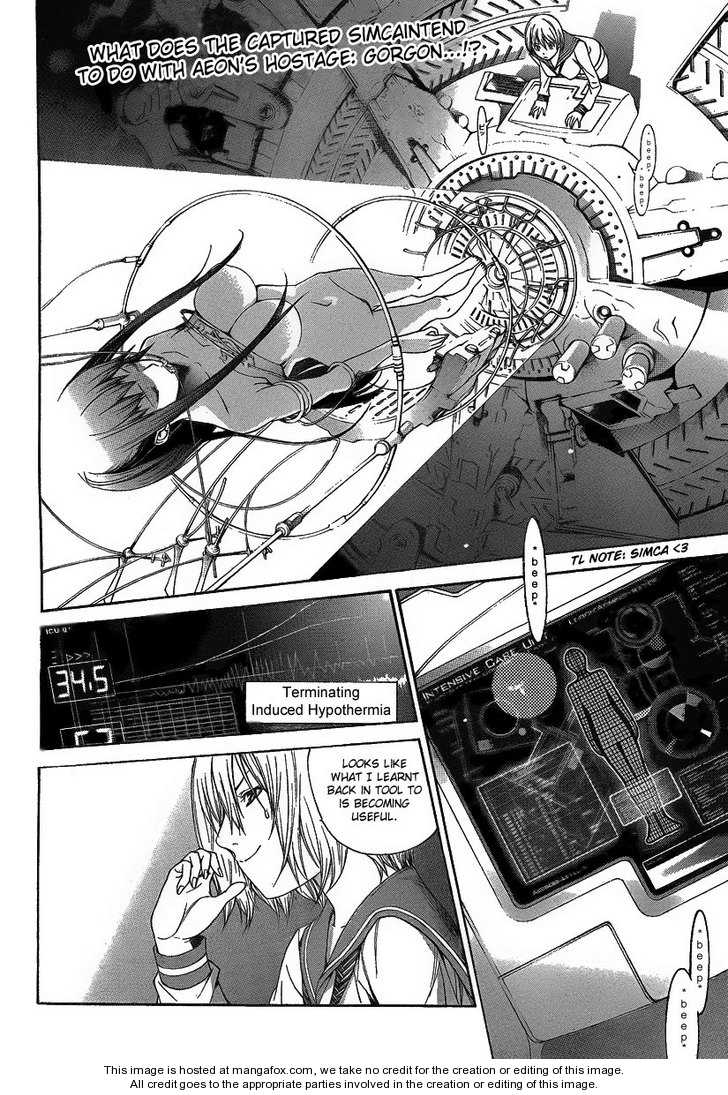 WHAT DOES THE CAPTURED SIMCAINTEND
TO DO WITH AEON'S HOSTAGE: GORGON...!?
*beep*
*beep*
TL NOTE: SIMCA <3
*beep*
ICU
34.5
Terminating
Induced Hypothermia
INTENSIVE CARE UNIT
LOOKS LIKE
WHAT I LEARNT
BACK IN TOOL TO
IS BECOMING
USEFUL.
*beep*
*beep*
This image is hosted at mangafox.com, we take no credit for the creation or editing of this image.
All credit goes to the appropriate parties involved in the creation or editing of this image.